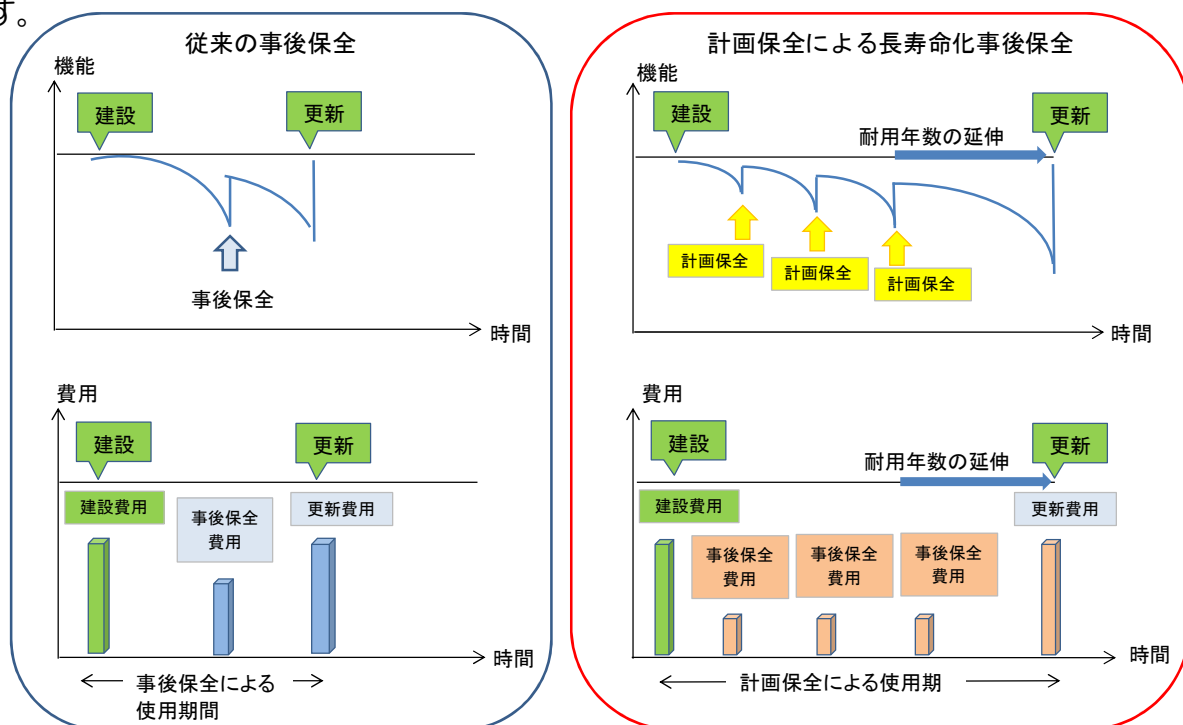 す。
従来の事後保全
機能
建設
更新
事後保全
時間
費用
建設
更新
建設費用
事後保全
費用
更新費用
時間
事後保全による
使用期間
計画保全による長寿命化事後保全
機能
建設
更新
耐用年数の延伸
計画保全
計画保全
計画保全
時間
費用
建設
更新
耐用年数の延伸
建設費用
更新費用
事後保全
費用
事後保全
費用
事後保全
費用
時間
計画保全による使用期